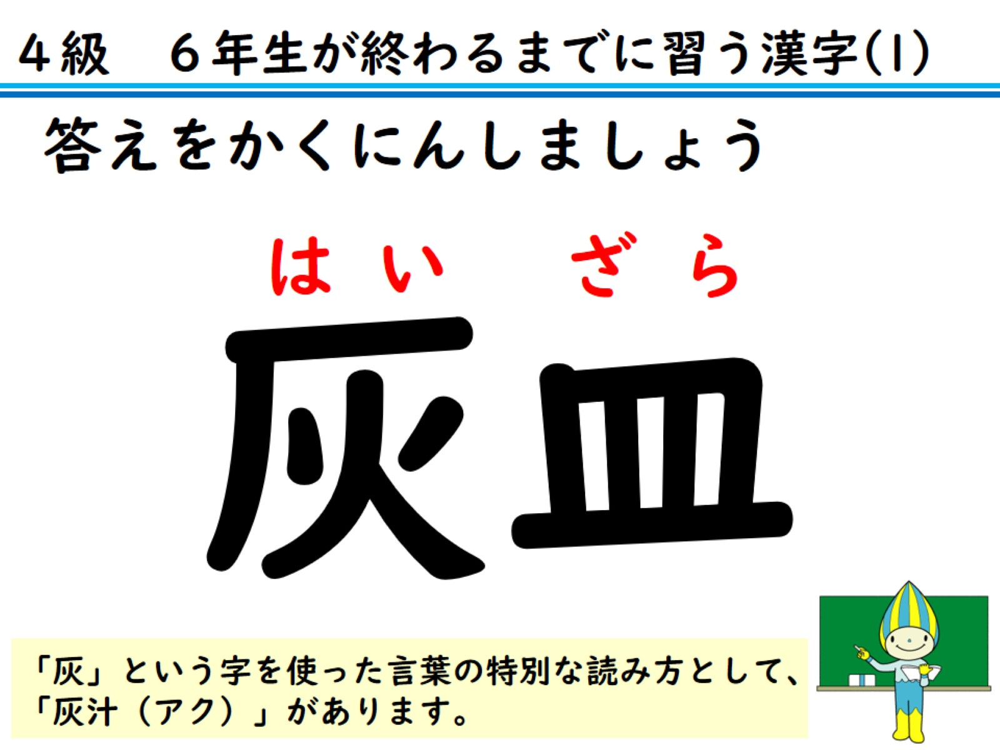 ４級　６年生が終わるまでに習う漢字(1)
答えをかくにんしましょう
はい　ざら
灰皿
「灰」という字を使った言葉の特別な読み方として、
「灰汁（アク）」があります。